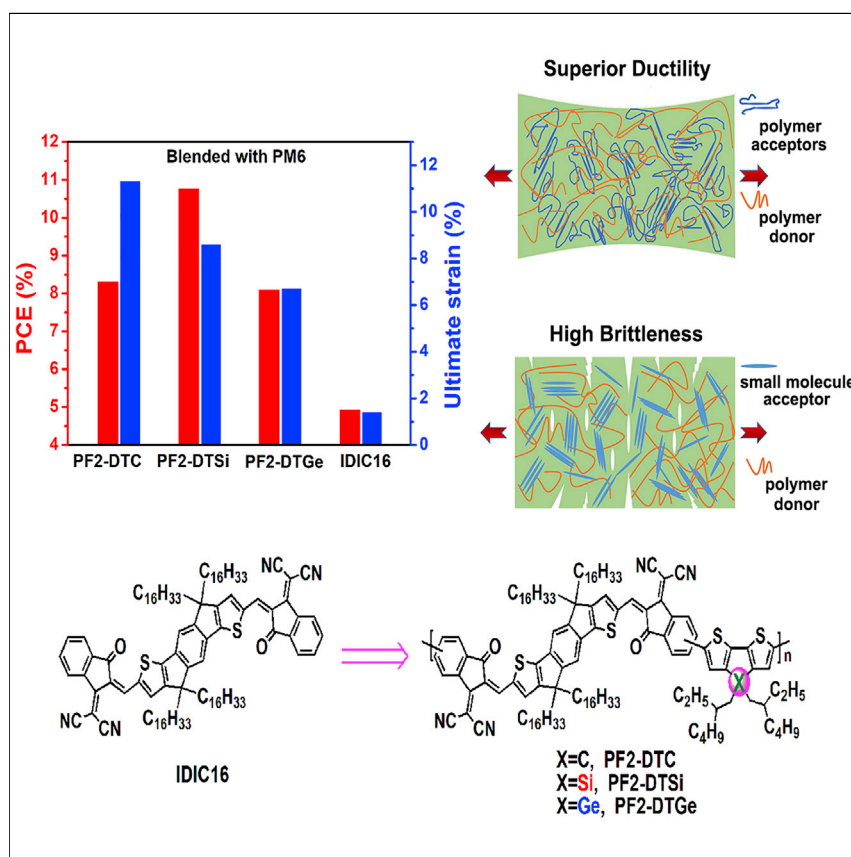 Superior Ductility
polymer
acceptors
polymer
donor
Blended with PM6
PCE (%)
12
11
10
9
8
7
6
5
4
Ultimate strain (%)
12
10
8
6
4
2
0
PF2-DTC
PF2-DTSi
PF2-DTGe
IDIC16
High Brittleness
small molecule
acceptor
polymer
donor
NC
CN
C16H33
C16H33
O
S
S
O
C16H33
C16H33
NC
CN
IDIC16
NC
CN
C16H33
C16H33
O
S
S
O
C16H33
C16H33
NC
CN
S
S
n
X
C2H5
C2H5
C4H9
C4H9
X=C, PF2-DTC
X=Si, PF2-DTSi
X=Ge, PF2-DTGe